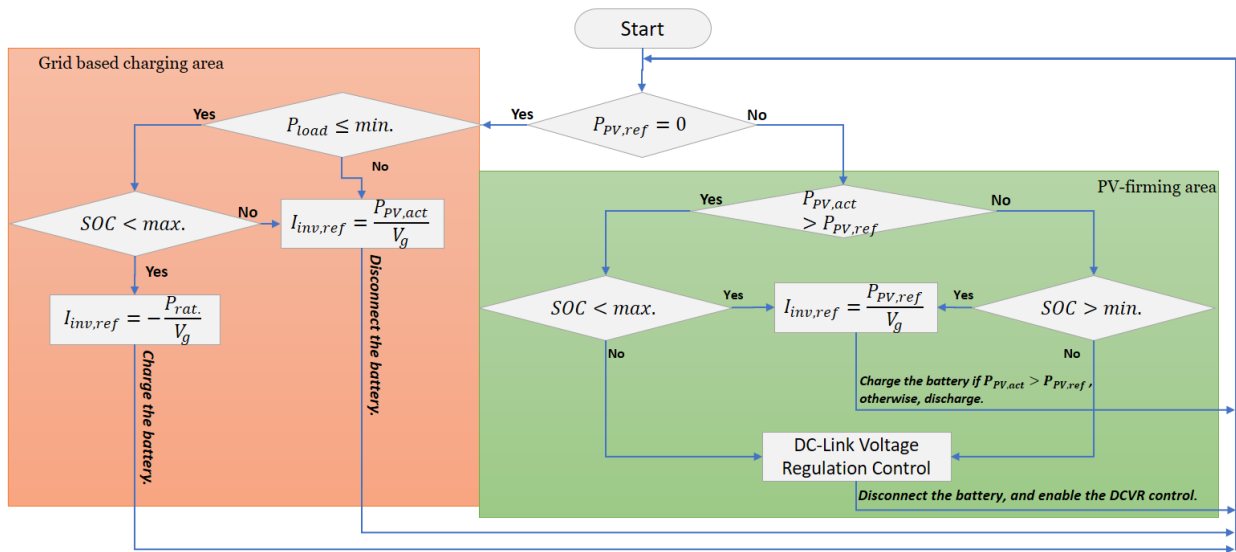 Start
Grid based charging area
Yes
P_load ≤ min.
Yes
P_PV,ref = 0
No
No
PV-firming area
SOC < max.
No
I_inv,ref = P_PV,act / V_g
Yes
P_PV,act
> P_PV,ref
No
Yes
I_inv,ref = − P_rat. / V_g
Disconnect the battery.
Charge the battery.
SOC < max.
Yes
I_inv,ref = P_PV,ref / V_g
Yes
SOC > min.
No
No
Charge the battery if P_PV.act > P_PV,ref ,
otherwise, discharge.
DC-Link Voltage
Regulation Control
Disconnect the battery, and enable the DCVR control.